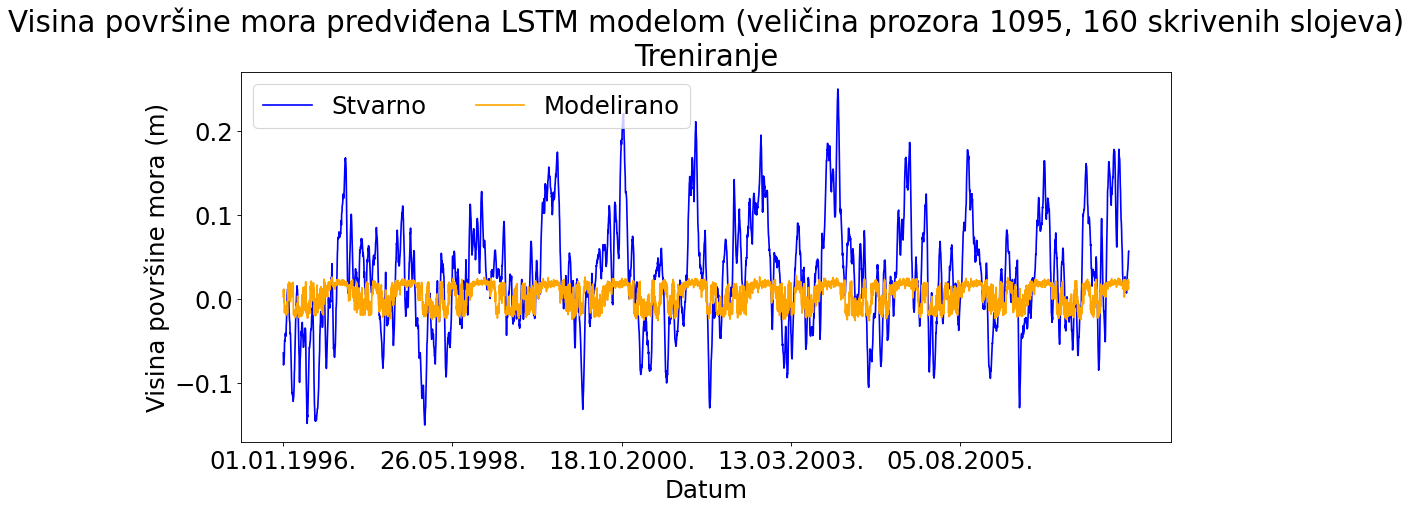 Visina površine mora predviđena LSTM modelom (veličina prozora 1095, 160 skrivenih slojeva)
Treniranje
Stvarno Modelirano
Visina površine mora (m)
0.2
0.1
0.0
−0.1
01.01.1996. 26.05.1998. 18.10.2000. 13.03.2003. 05.08.2005.
Datum